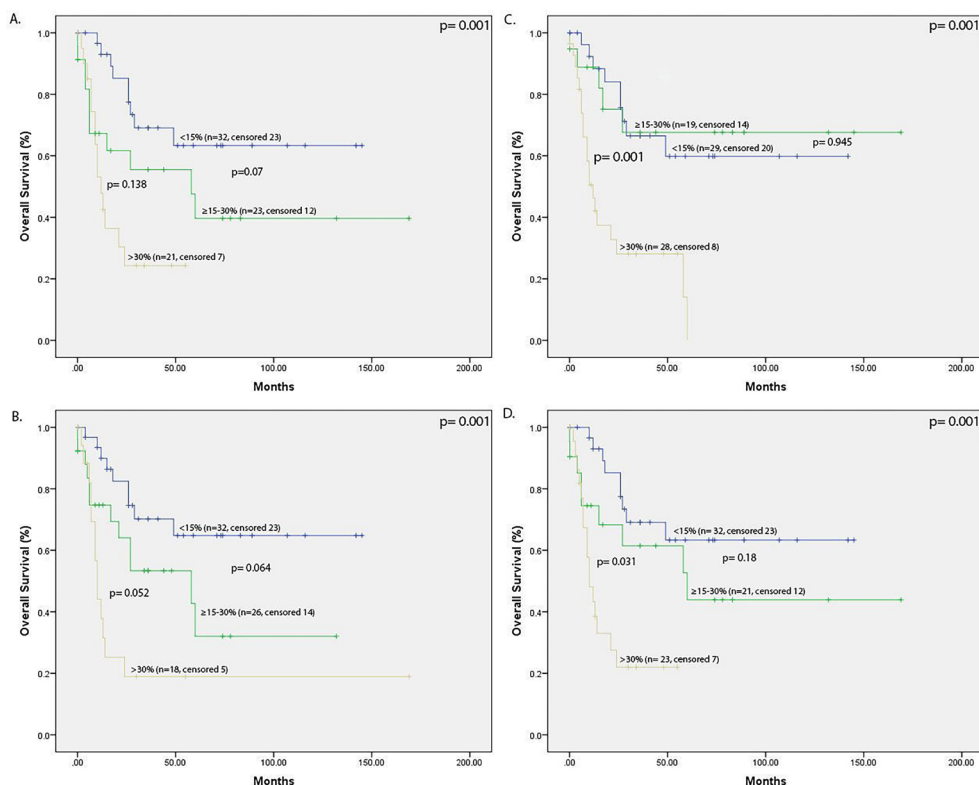 A.
p= 0.001
1.0
0.8
0.6
0.4
0.2
0.0
Overall Survival (%)
<15% (n=32, censored 23)
p=0.07
p= 0.138
≥15-30% (n=23, censored 12)
>30% (n=21, censored 7)
.00 50.00 100.00 150.00 200.00
Months
C.
p= 0.001
1.0
0.8
0.6
0.4
0.2
0.0
Overall Survival (%)
≥15-30% (n=19, censored 14)
p= 0.945
<15% (n=29, censored 20)
p= 0.001
>30% (n= 28, censored 8)
.00 50.00 100.00 150.00 200.00
Months
B.
p= 0.001
1.0
0.8
0.6
0.4
0.2
0.0
Overall Survival (%)
<15% (n=32, censored 23)
p= 0.064
p= 0.052
≥15-30% (n=26, censored 14)
>30% (n=18, censored 5)
.00 50.00 100.00 150.00 200.00
Months
D.
p= 0.001
1.0
0.8
0.6
0.4
0.2
0.0
Overall Survival (%)
<15% (n= 32, censored 23)
p= 0.18
p= 0.031
≥15-30% (n=21, censored 12)
>30% (n= 23, censored 7)
.00 50.00 100.00 150.00 200.00
Months